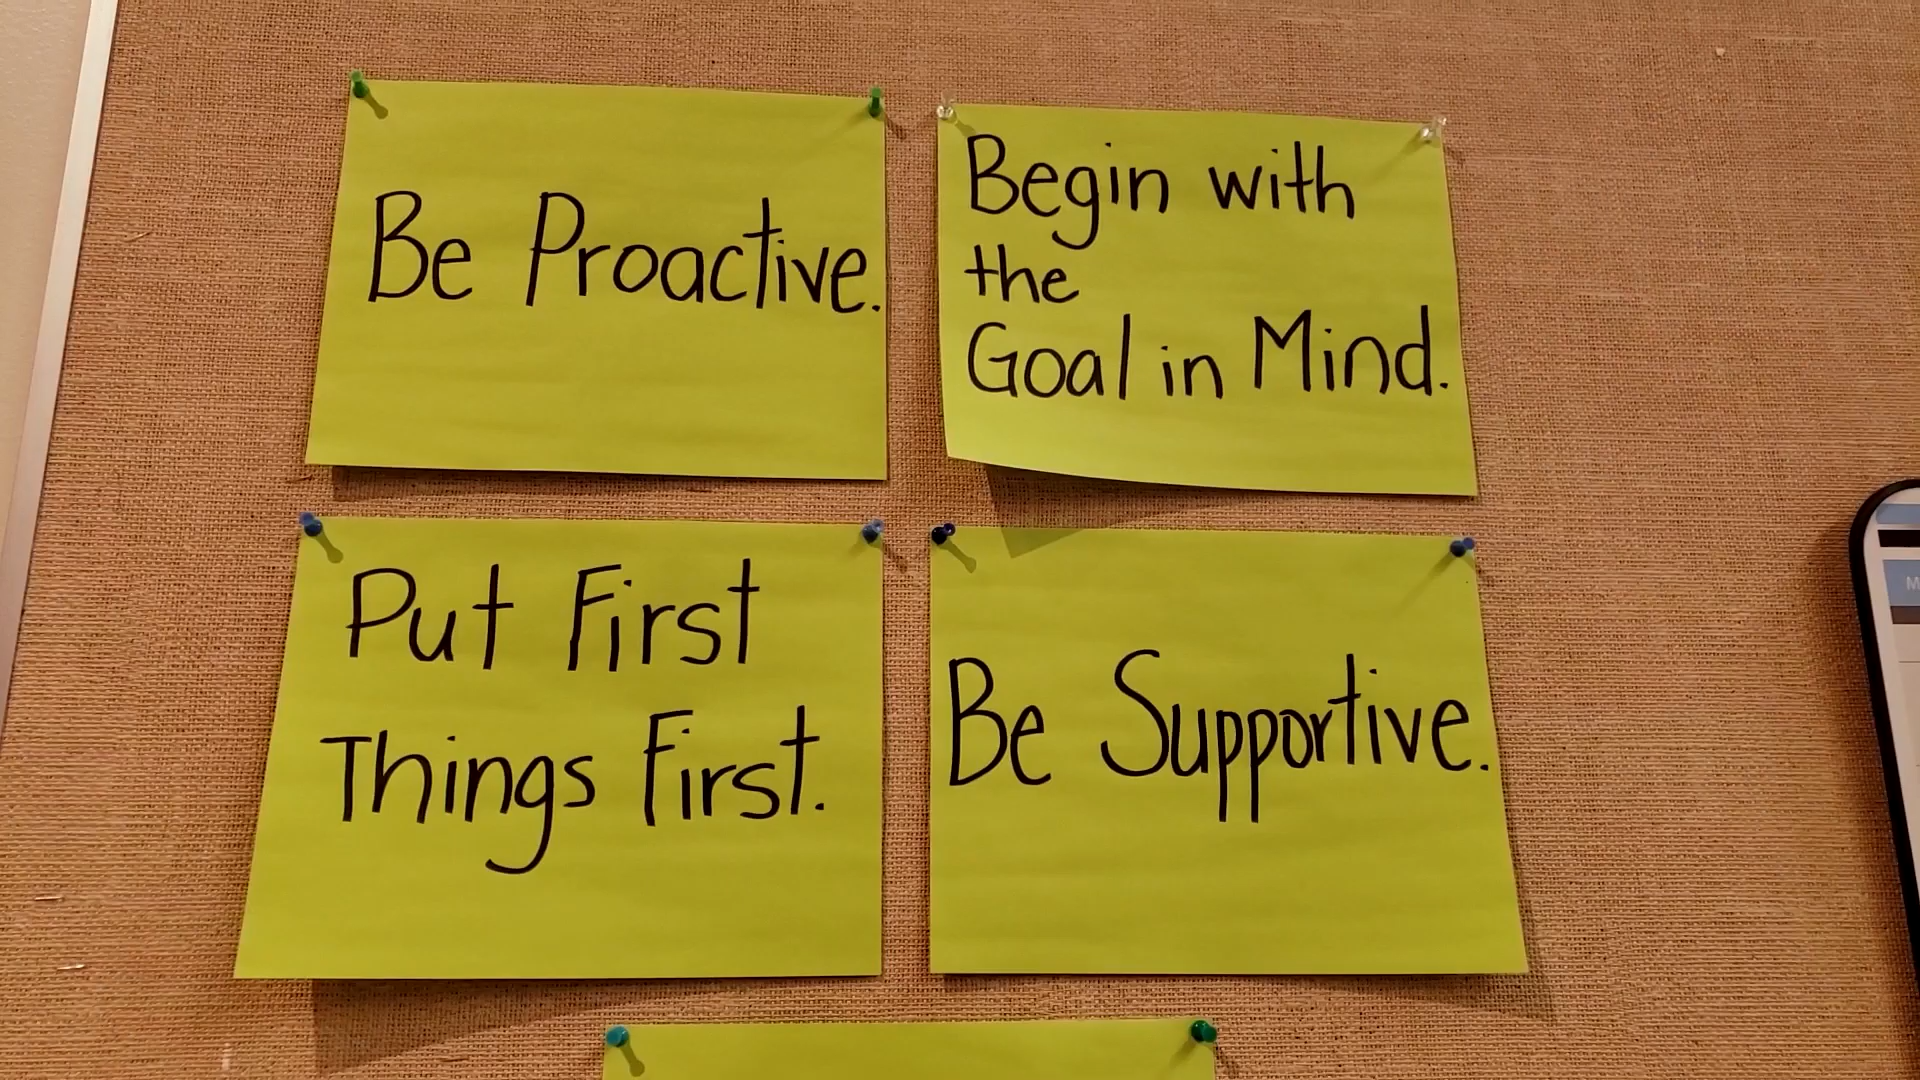 Be Proactive.
Begin with
the
Goal in Mind.
Put First
Things First.
Be Supportive.